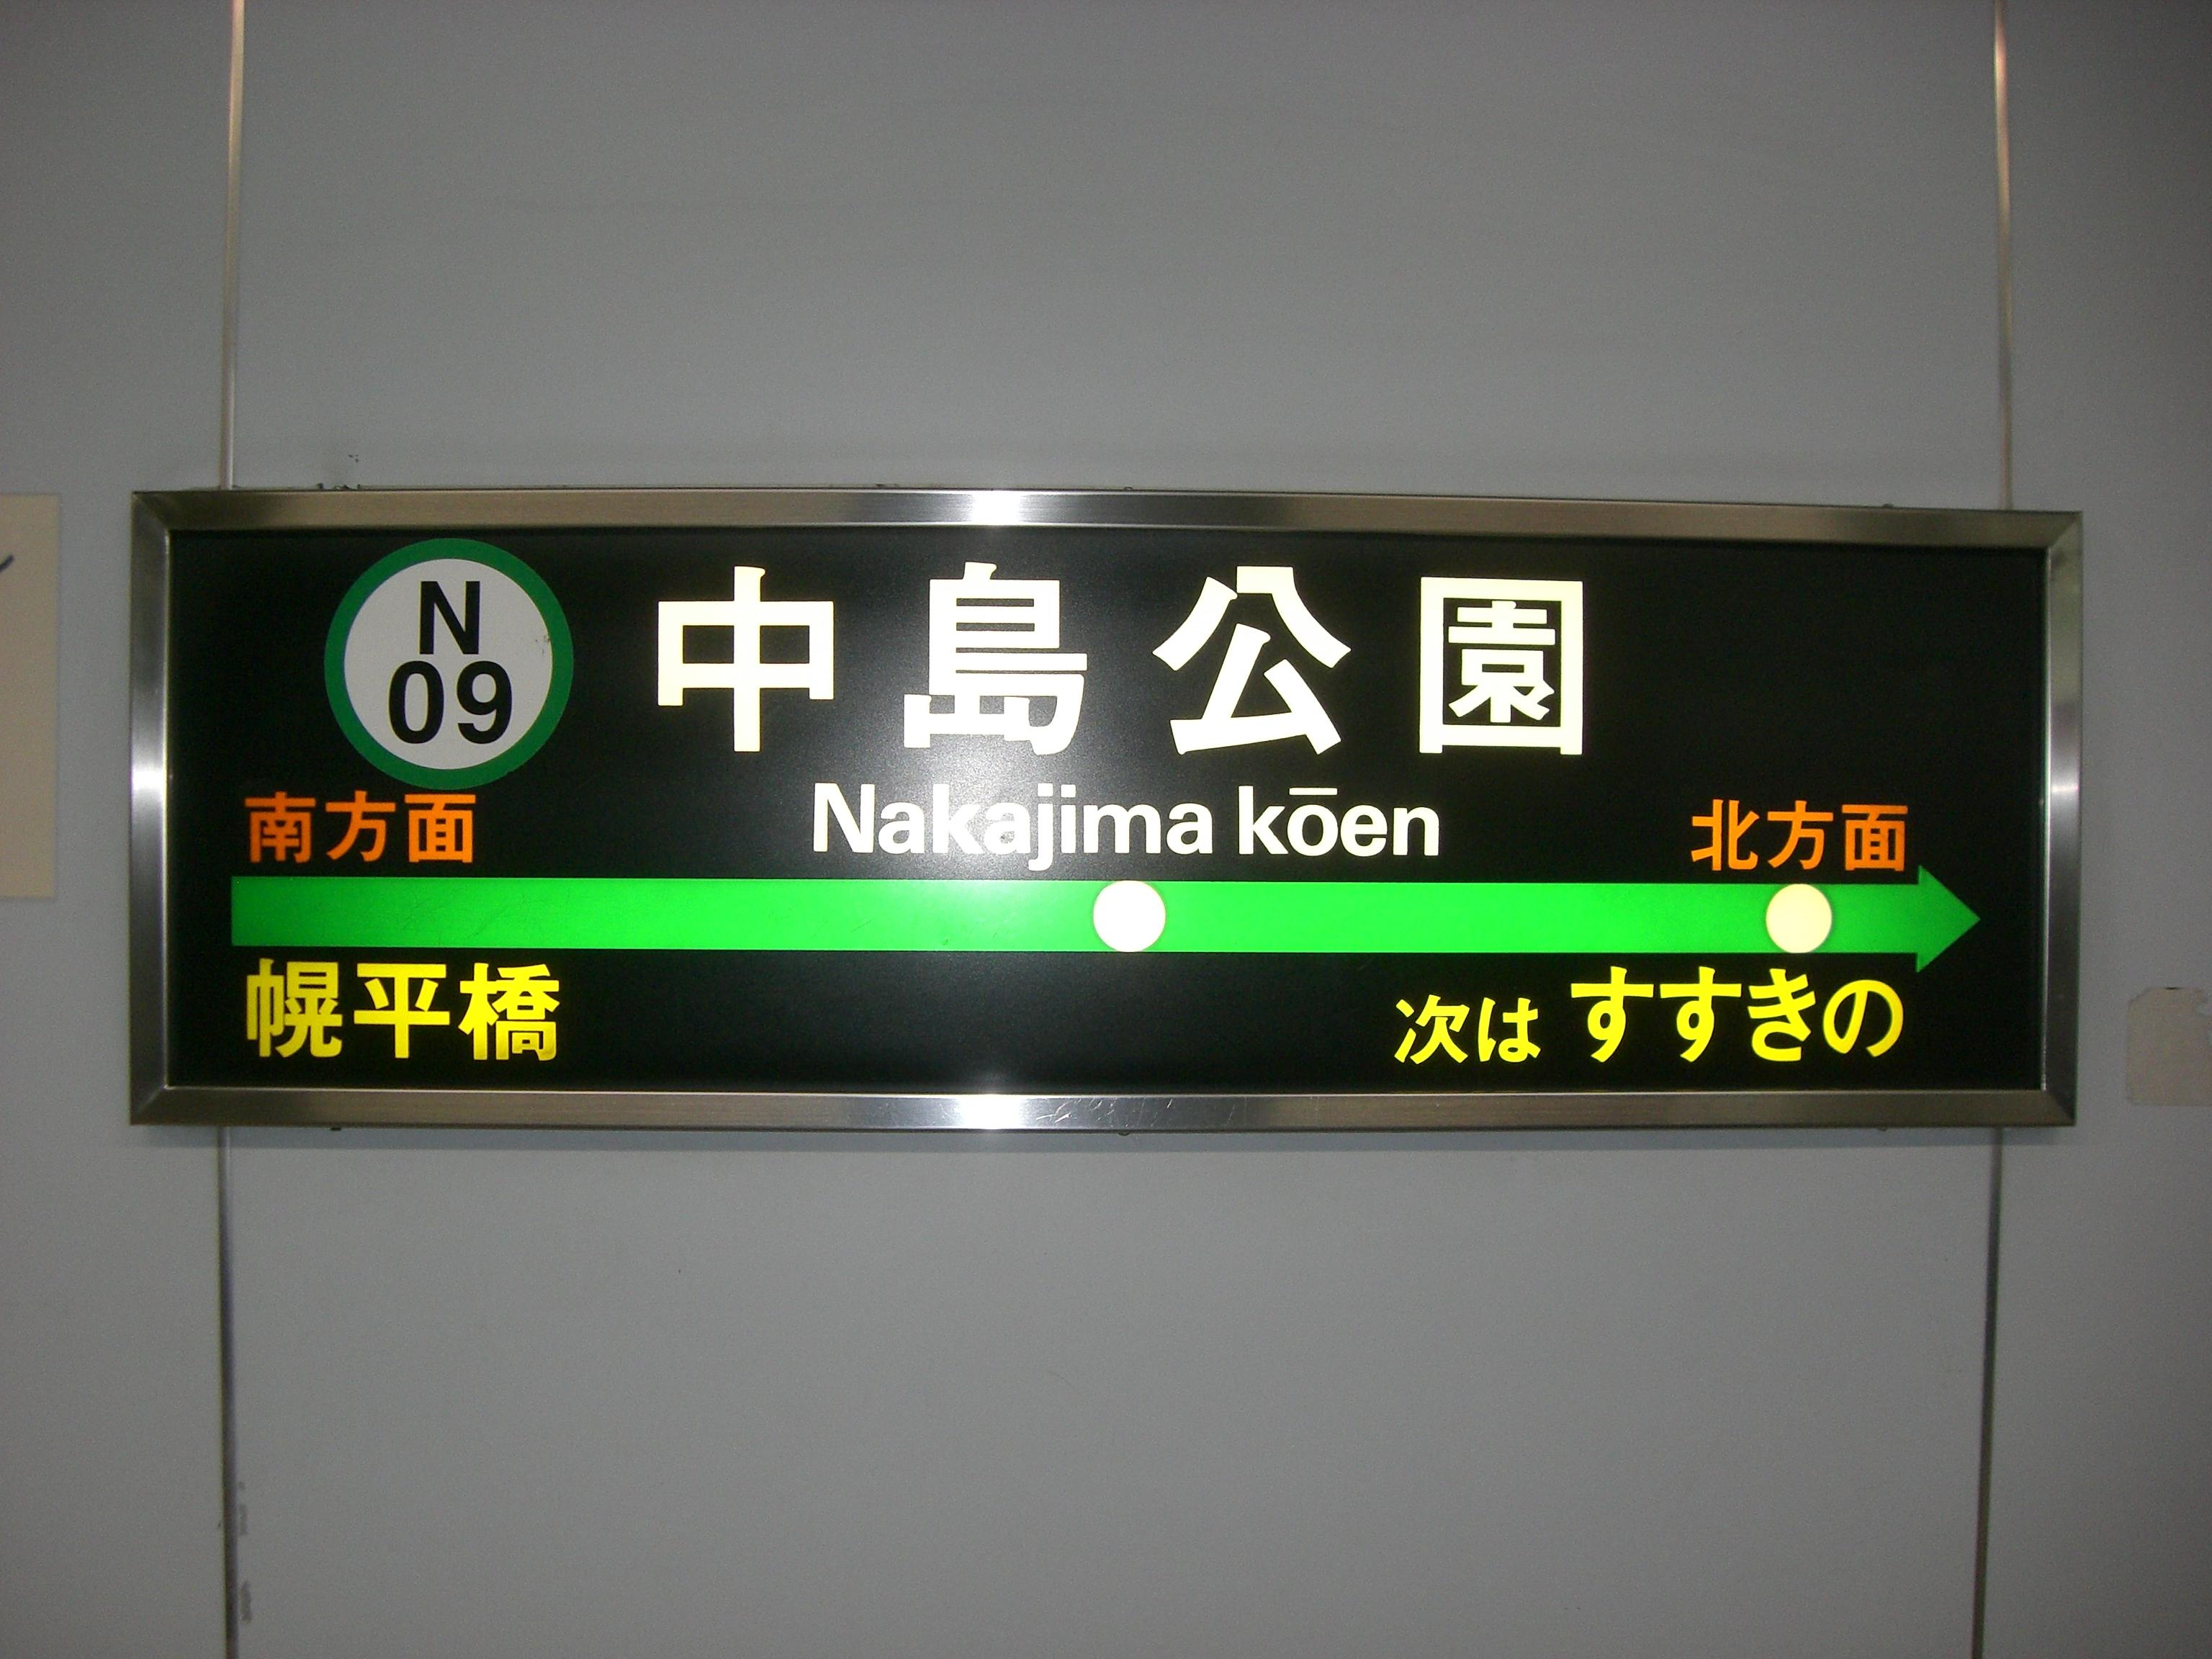 N
09
中島公園
Nakajima kōen
南方面
北方面
幌平橋
次は すすきの